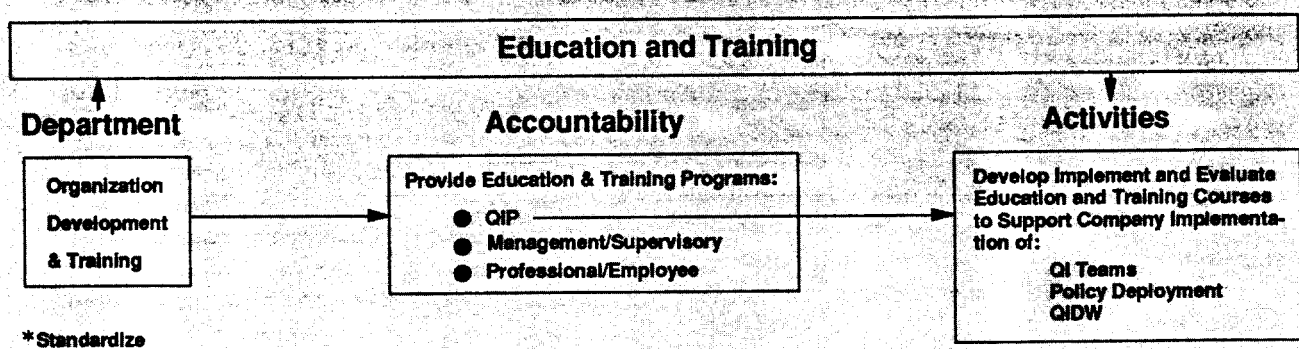 Education and Training
Department
Accountability
Activities
Organization
Development
& Training
Provide Education & Training Programs:
● QIP
● Management/Supervisory
● Professional/Employee
Develop Implement and Evaluate
Education and Training Courses
to Support Company Implementa-
tion of:
QI Teams
Policy Deployment
QIDW
*Standardize